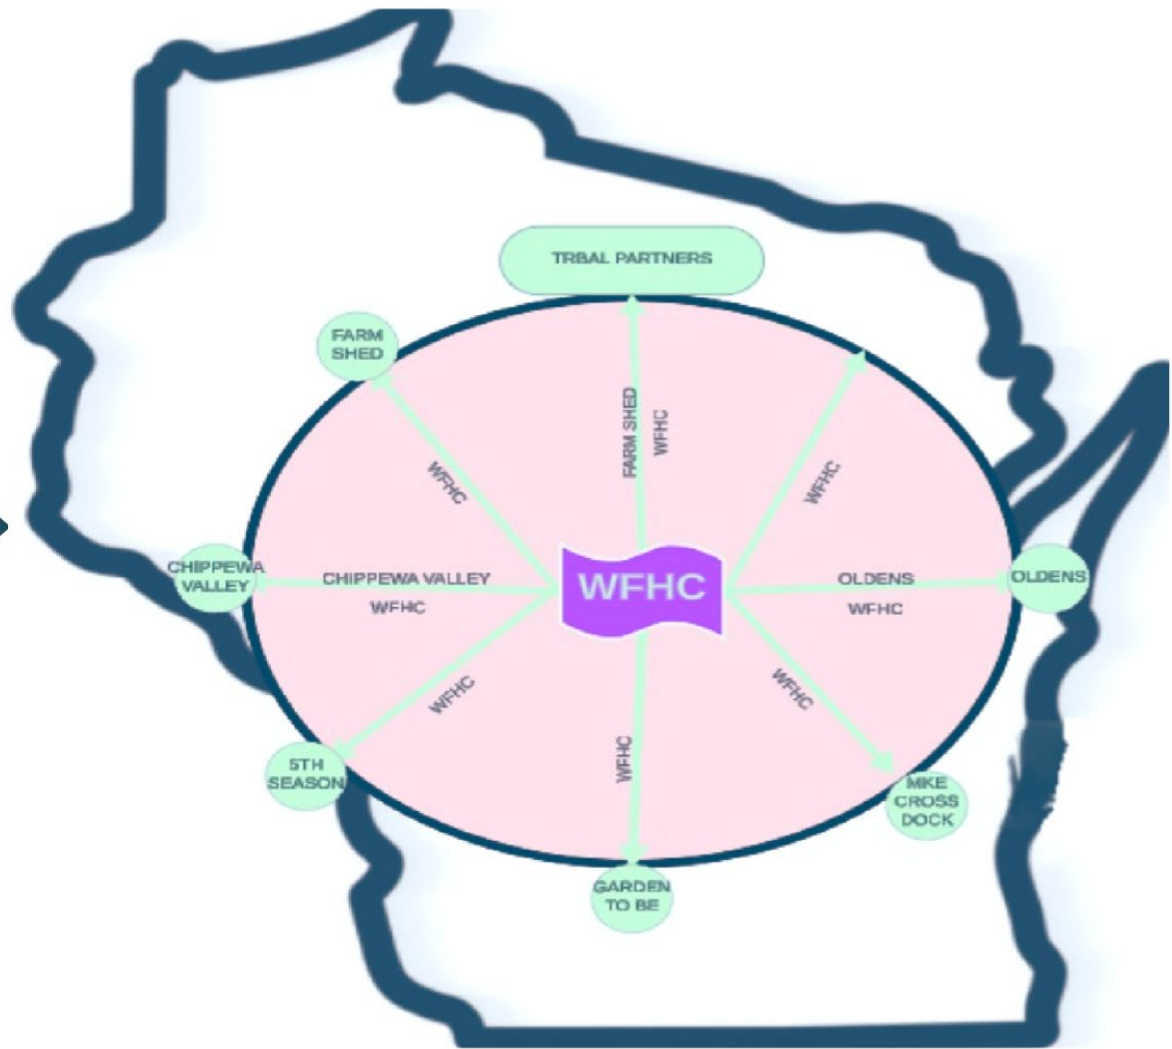 TRBAL PARTNERS
FARM
SHED
FARM SHED
WFHC
WFHC
WFHC
CHIPPEWA
VALLEY
CHIPPEWA VALLEY
WFHC
WFHC
OLDENS
WFHC
OLDENS
WFHC
WFHC
WFHC
5TH
SEASON
MKE
CROSS
DOCK
GARDEN
TO BE